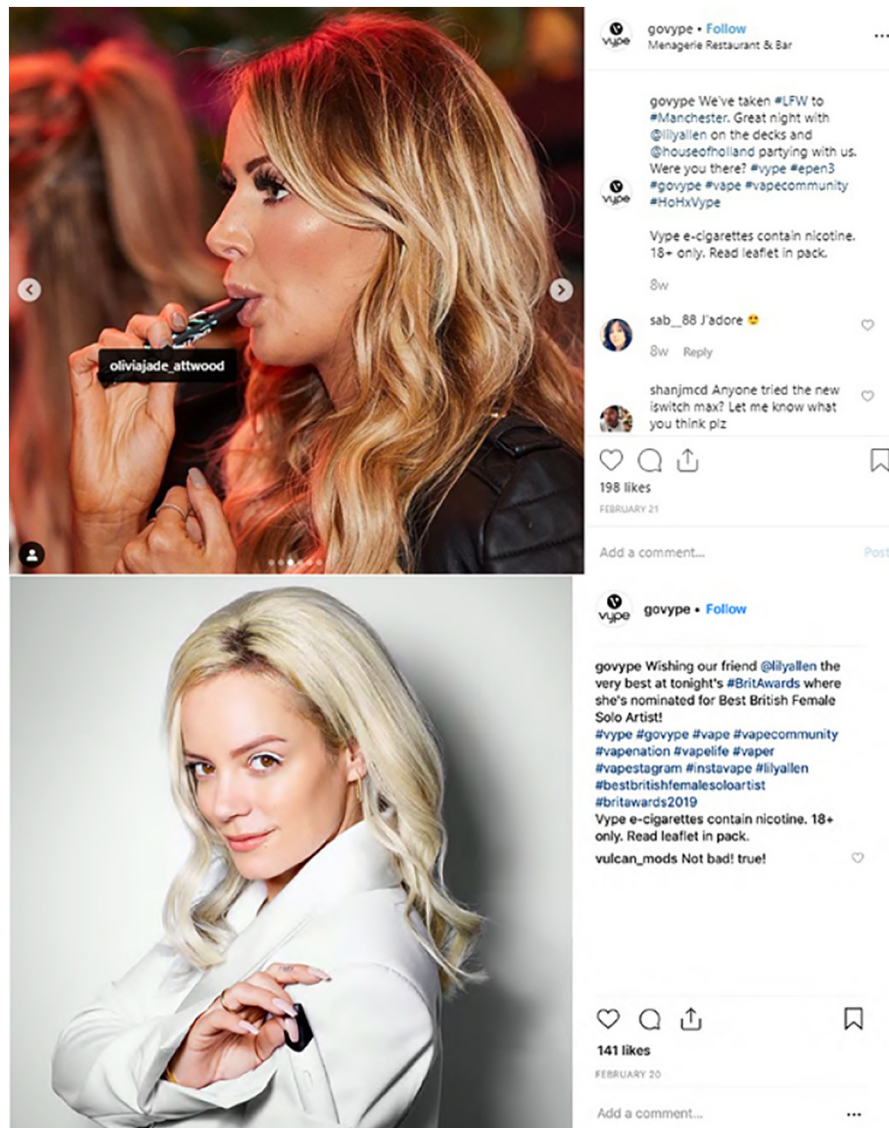 vype
govype • Follow
Menagerie Restaurant & Bar
vype
govype We've taken #LFW to
#Manchester. Great night with
@lilyallen on the decks and
@houseofholland partying with us.
Were you there? #vype #epen3
#govype #vape #vapecommunity
#HoHxVype
Vype e-cigarettes contain nicotine.
18+ only. Read leaflet in pack.
8w
sab__88 J'adore 😍
8w Reply
shanjmcd Anyone tried the new
iswitch max? Let me know what
you think plz
198 likes
FEBRUARY 21
Add a comment... Post
oliviajade_attwood
vype
govype • Follow
govype Wishing our friend @lilyallen the
very best at tonight's #BritAwards where
she's nominated for Best British Female
Solo Artist!
#vype #govype #vape #vapecommunity
#vapenation #vapelife #vaper
#vapestagram #instavape #lilyallen
#bestbritishfemalesoloartist
#britawards2019
Vype e-cigarettes contain nicotine. 18+
only. Read leaflet in pack.
vulcan_mods Not bad! true!
141 likes
FEBRUARY 20
Add a comment...